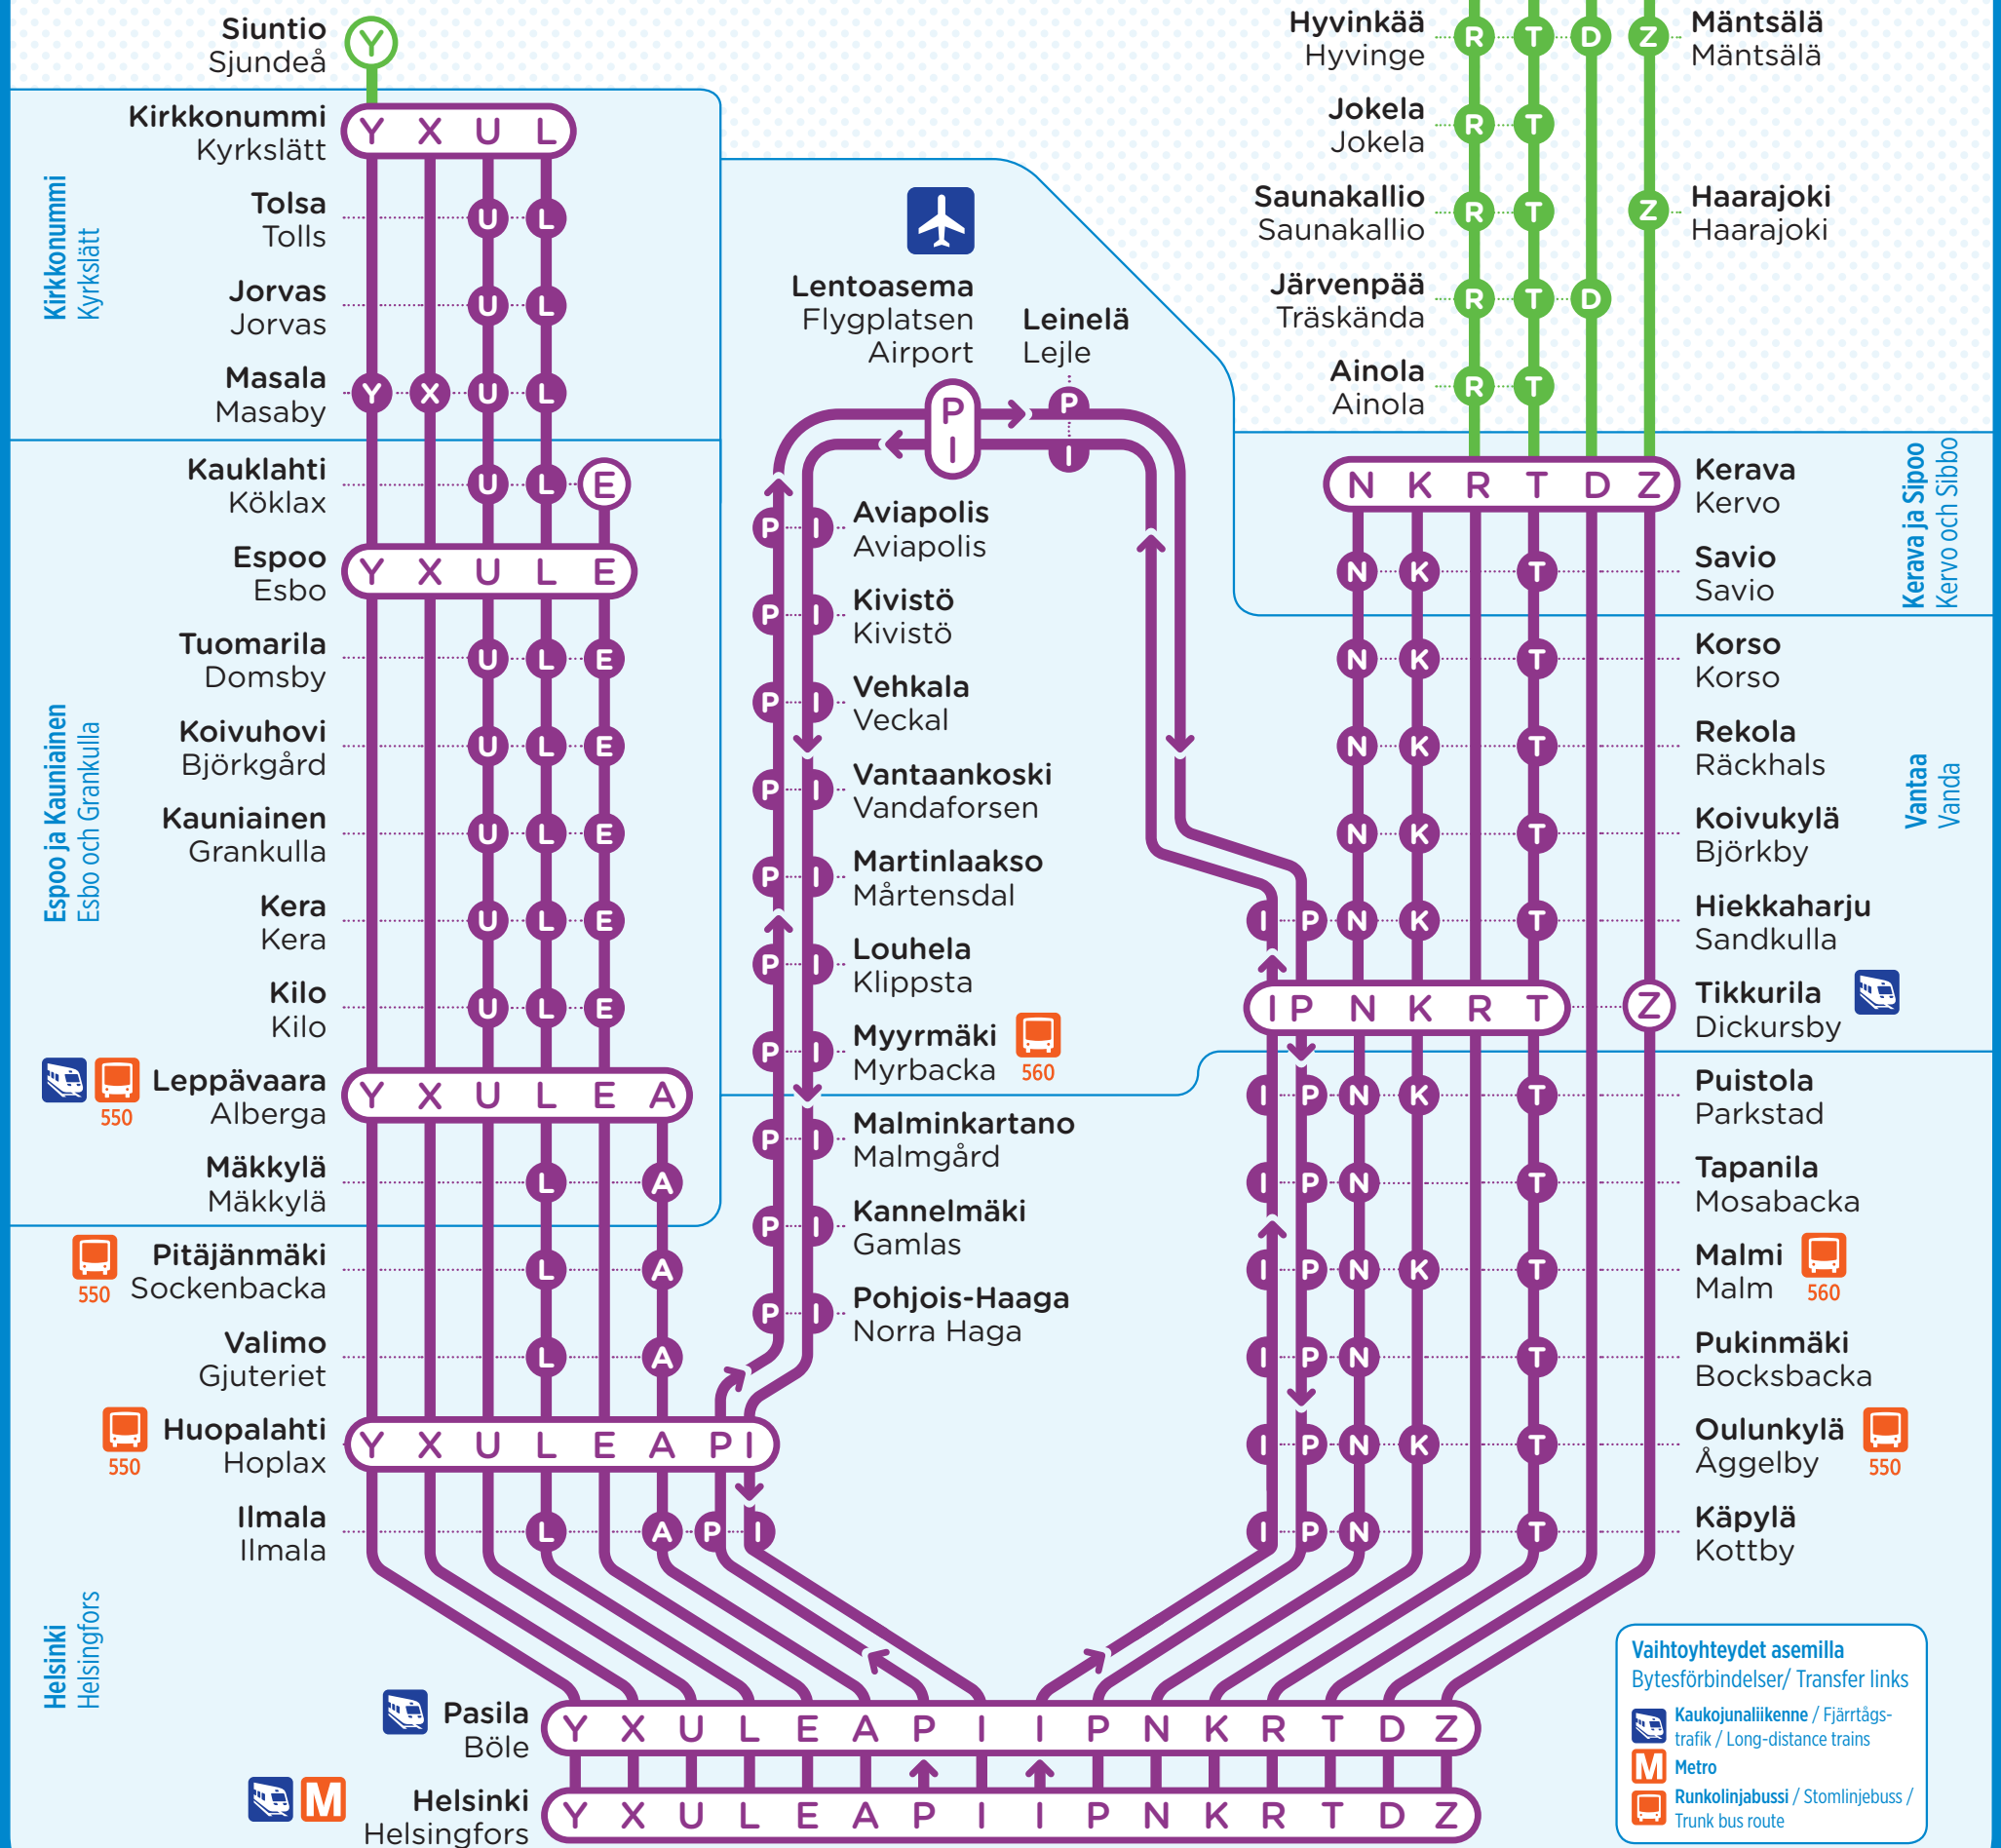 Siuntio
Sjundeå
Y
Kirkkonummi
Kyrkslätt
Y X U L
Tolsa
Tolls
U L
Jorvas
Jorvas
U L
Masala
Masaby
Y X U L
Kirkkonummi
Kyrkslätt
Kauklahti
Köklax
U L E
Espoo
Esbo
Y X U L E
Tuomarila
Domsby
U L E
Koivuhovi
Björkgård
U L E
Kauniainen
Grankulla
U L E
Kera
Kera
U L E
Kilo
Kilo
U L E
Leppävaara
Alberga
550
Y X U L E A
Mäkkylä
Mäkkylä
L A
Espoo ja Kauniainen
Esbo och Grankulla
Pitäjänmäki
Sockenbacka
550
L A
Valimo
Gjuteriet
L A
Huopalahti
Hoplax
550
Y X U L E A P I
Ilmala
Ilmala
L A P I
Helsinki
Helsingfors
Lentoasema
Flygplatsen
Airport
P
I
Leinelä
Lejle
P
I
P I
Aviapolis
Aviapolis
P I
Kivistö
Kivistö
P I
Vehkala
Veckal
P I
Vantaankoski
Vandaforsen
P I
Martinlaakso
Mårtensdal
P I
Louhela
Klippsta
P I
Myyrmäki
Myrbacka
560
P I
Malminkartano
Malmgård
P I
Kannelmäki
Gamlas
P I
Pohjois-Haaga
Norra Haga
Hyvinkää
Hyvinge
R T D Z
Mäntsälä
Mäntsälä
Jokela
Jokela
R T
Saunakallio
Saunakallio
R T Z
Haarajoki
Haarajoki
Järvenpää
Träskända
R T D
Ainola
Ainola
R T
N K R T D Z
Kerava
Kervo
N K T
Savio
Savio
Kerava ja Sipoo
Kervo och Sibbo
N K T
Korso
Korso
N K T
Rekola
Räckhals
N K T
Koivukylä
Björkby
I P N K T
Hiekkaharju
Sandkulla
I P N K R T Z
Tikkurila
Dickursby
Vantaa
Vanda
I P N K T
Puistola
Parkstad
I P N T
Tapanila
Mosabacka
I P N K T
Malmi
Malm
560
I P N T
Pukinmäki
Bocksbacka
I P N K T
Oulunkylä
Åggelby
550
I P N T
Käpylä
Kottby
Pasila
Böle
Y X U L E A P I I P N K R T D Z
M
Helsinki
Helsingfors
Y X U L E A P I I P N K R T D Z
Vaihtoyhteydet asemilla
Bytesförbindelser/ Transfer links
Kaukojunaliikenne / Fjärrtågs-
trafik / Long-distance trains
M Metro
Runkolinjabussi / Stomlinjebuss /
Trunk bus route